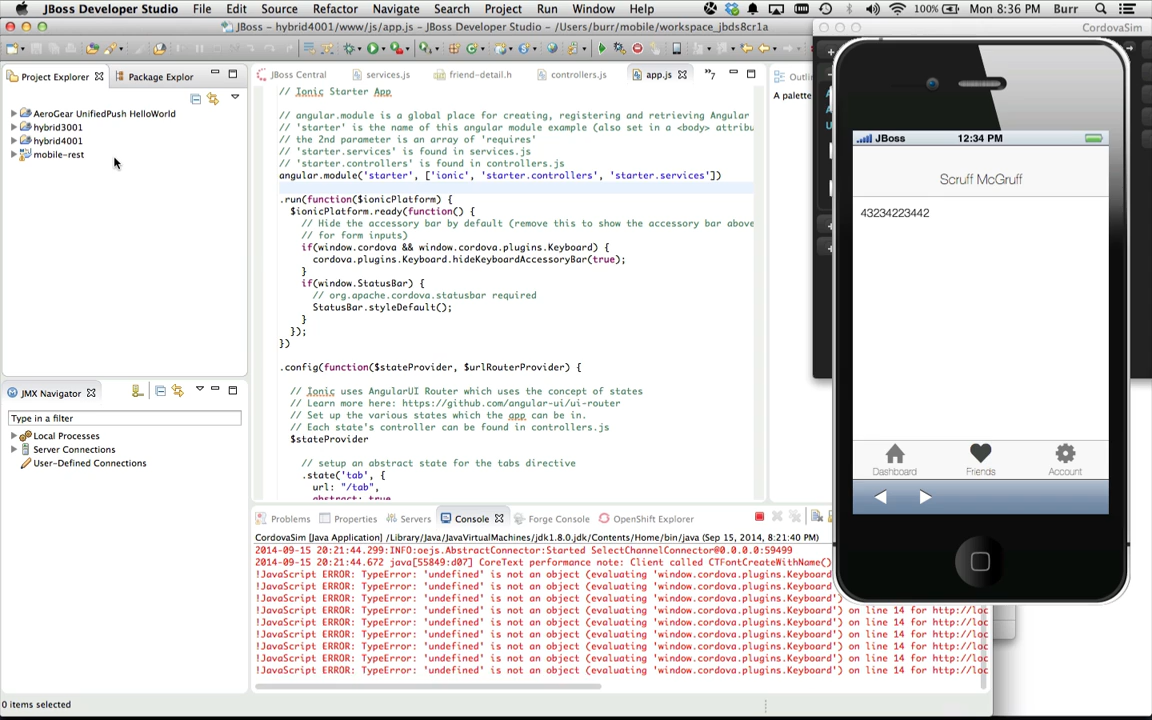 JBoss Developer Studio File Edit Source Refactor Navigate Search Project Run Window Help 100% Mon 8:36 PM Burr
JBoss - hybrid4001/www/js/app.js - JBoss Developer Studio - /Users/burr/mobile/workspace_jbds8cr1a
CordovaSim
Project Explorer Package Explorer
AeroGear UnifiedPush HelloWorld
hybrid3001
hybrid4001
mobile-rest
JMX Navigator
Type in a filter
Local Processes
Server Connections
User-Defined Connections
JBoss Central services.js friend-detail.h controllers.js app.js »7
Outlin
A palette
// Ionic Starter App
// angular.module is a global place for creating, registering and retrieving Angular
// 'starter' is the name of this angular module example (also set in a <body> attribu
// the 2nd parameter is an array of 'requires'
// 'starter.services' is found in services.js
// 'starter.controllers' is found in controllers.js
angular.module('starter', ['ionic', 'starter.controllers', 'starter.services'])
.run(function($ionicPlatform) {
$ionicPlatform.ready(function() {
// Hide the accessory bar by default (remove this to show the accessory bar above
// for form inputs)
if(window.cordova && window.cordova.plugins.Keyboard) {
cordova.plugins.Keyboard.hideKeyboardAccessoryBar(true);
}
if(window.StatusBar) {
// org.apache.cordova.statusbar required
StatusBar.styleDefault();
}
});
})
.config(function($stateProvider, $urlRouterProvider) {
// Ionic uses AngularUI Router which uses the concept of states
// Learn more here: https://github.com/angular-ui/ui-router
// Set up the various states which the app can be in.
// Each state's controller can be found in controllers.js
$stateProvider
// setup an abstract state for the tabs directive
.state('tab', {
url: "/tab",
abstract: true,
Problems Properties Servers Console Forge Console OpenShift Explorer
CordovaSim [Java Application] /Library/Java/JavaVirtualMachines/jdk1.8.0.jdk/Contents/Home/bin/java (Sep 15, 2014, 8:21:40 PM)
2014-09-15 20:21:44.299:INFO:oejs.AbstractConnector:Started SelectChannelConnector@0.0.0.0:59499
2014-09-15 20:21:44.672 java[55849:d07] CoreText performance note: Client called CTFontCreateWithName()
!JavaScript ERROR: TypeError: 'undefined' is not an object (evaluating 'window.cordova.plugins.Keyboard
!JavaScript ERROR: TypeError: 'undefined' is not an object (evaluating 'window.cordova.plugins.Keyboard
!JavaScript ERROR: TypeError: 'undefined' is not an object (evaluating 'window.cordova.plugins.Keyboard
!JavaScript ERROR: TypeError: 'undefined' is not an object (evaluating 'window.cordova.plugins.Keyboard') on line 14 for http://loc
!JavaScript ERROR: TypeError: 'undefined' is not an object (evaluating 'window.cordova.plugins.Keyboard') on line 14 for http://loc
!JavaScript ERROR: TypeError: 'undefined' is not an object (evaluating 'window.cordova.plugins.Keyboard') on line 14 for http://loc
!JavaScript ERROR: TypeError: 'undefined' is not an object (evaluating 'window.cordova.plugins.Keyboard') on line 14 for http://loc
!JavaScript ERROR: TypeError: 'undefined' is not an object (evaluating 'window.cordova.plugins.Keyboard') on line 14 for http://loc
!JavaScript ERROR: TypeError: 'undefined' is not an object (evaluating 'window.cordova.plugins.Keyboard') on line 14 for http://loc
JBoss 12:34 PM
Scruff McGruff
43234223442
Dashboard Friends Account
0 items selected